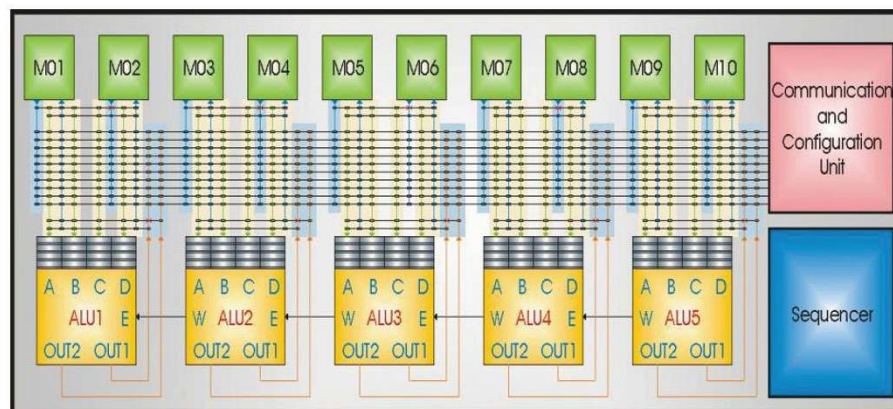 M01 M02 M03 M04 M05 M06 M07 M08 M09 M10
Communication
and
Configuration
Unit
A B C D A B C D A B C D A B C D A B C D
ALU1 E W ALU2 E W ALU3 E W ALU4 E W ALU5
OUT2 OUT1 OUT2 OUT1 OUT2 OUT1 OUT2 OUT1 OUT2 OUT1
Sequencer